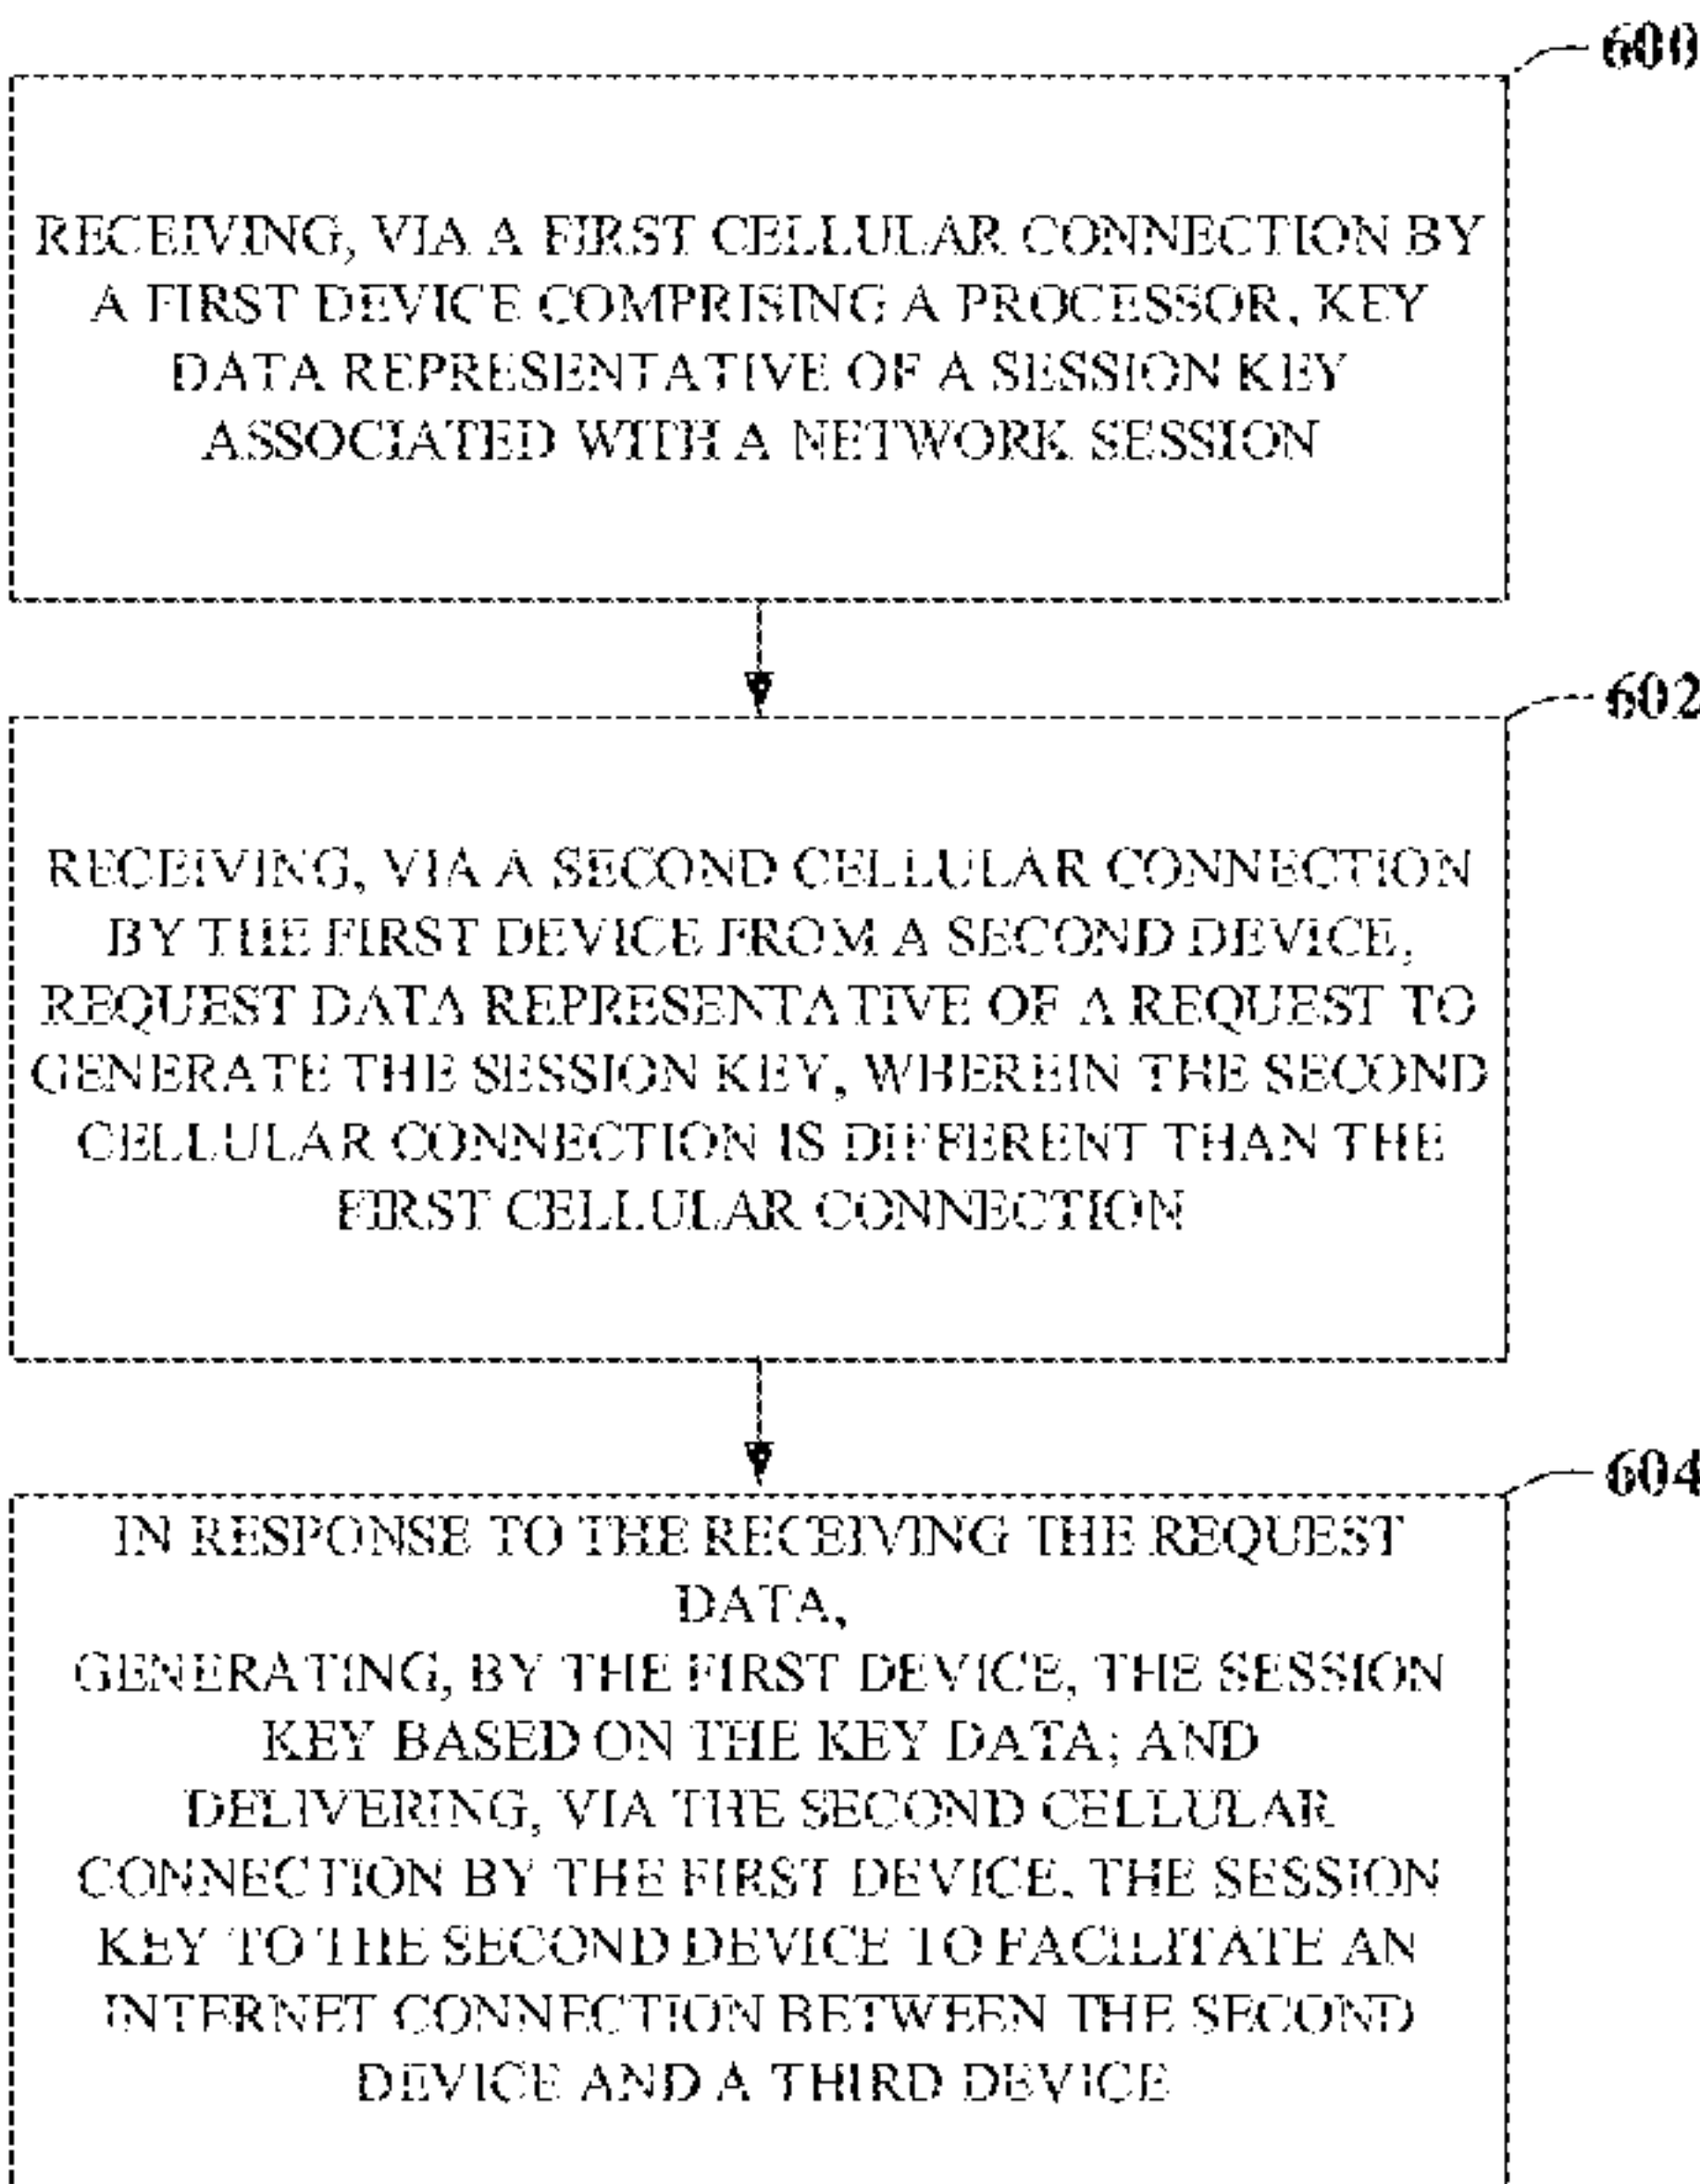 600
RECEIVING, VIA A FIRST CELLULAR CONNECTION BY
A FIRST DEVICE COMPRISING A PROCESSOR, KEY
DATA REPRESENTATIVE OF A SESSION KEY
ASSOCIATED WITH A NETWORK SESSION
602
RECEIVING, VIA A SECOND CELLULAR CONNECTION
BY THE FIRST DEVICE FROM A SECOND DEVICE,
REQUEST DATA REPRESENTATIVE OF A REQUEST TO
GENERATE THE SESSION KEY, WHEREIN THE SECOND
CELLULAR CONNECTION IS DIFFERENT THAN THE
FIRST CELLULAR CONNECTION
604
IN RESPONSE TO THE RECEIVING THE REQUEST
DATA,
GENERATING, BY THE FIRST DEVICE, THE SESSION
KEY BASED ON THE KEY DATA; AND
DELIVERING, VIA THE SECOND CELLULAR
CONNECTION BY THE FIRST DEVICE, THE SESSION
KEY TO THE SECOND DEVICE TO FACILITATE AN
INTERNET CONNECTION BETWEEN THE SECOND
DEVICE AND A THIRD DEVICE